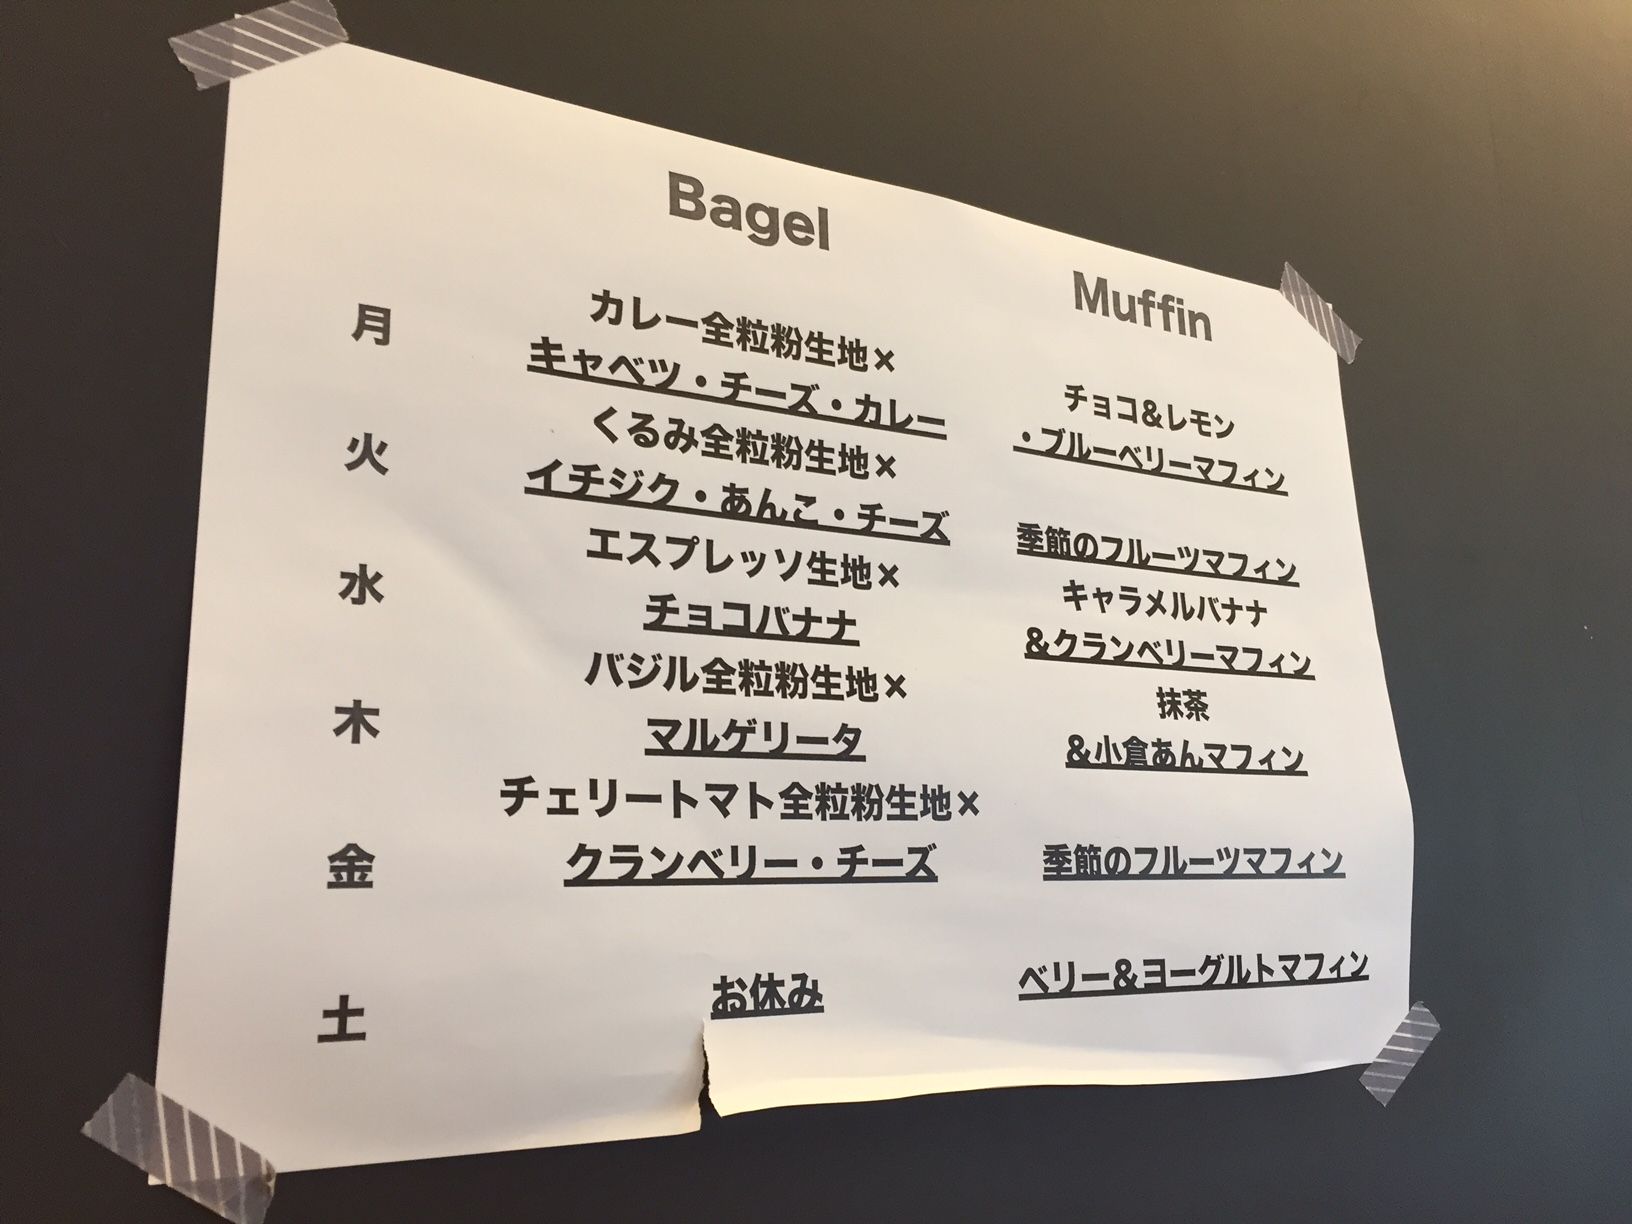 Bagel
Muffin
月
カレー全粒粉生地×
キャベツ・チーズ・カレー
チョコ&レモン
・ブルーベリーマフィン
火
くるみ全粒粉生地×
イチジク・あんこ・チーズ
季節のフルーツマフィン
水
エスプレッソ生地×
チョコバナナ
キャラメルバナナ
&クランベリーマフィン
木
バジル全粒粉生地×
マルゲリータ
抹茶
&小倉あんマフィン
金
チェリートマト全粒粉生地×
クランベリー・チーズ
季節のフルーツマフィン
土
お休み
ベリー&ヨーグルトマフィン